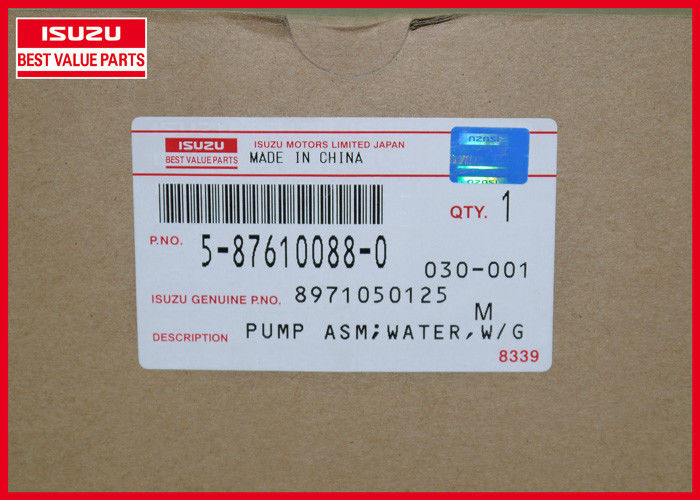 ISUZU
BEST VALUE PARTS
ISUZU
BEST VALUE PARTS
ISUZU MOTORS LIMITED JAPAN
MADE IN CHINA
ISUZU
QTY. 1
P.NO. 5-87610088-0
030-001
ISUZU GENUINE P.NO. 8971050125
M
DESCRIPTION PUMP ASM;WATER,W/G
8339